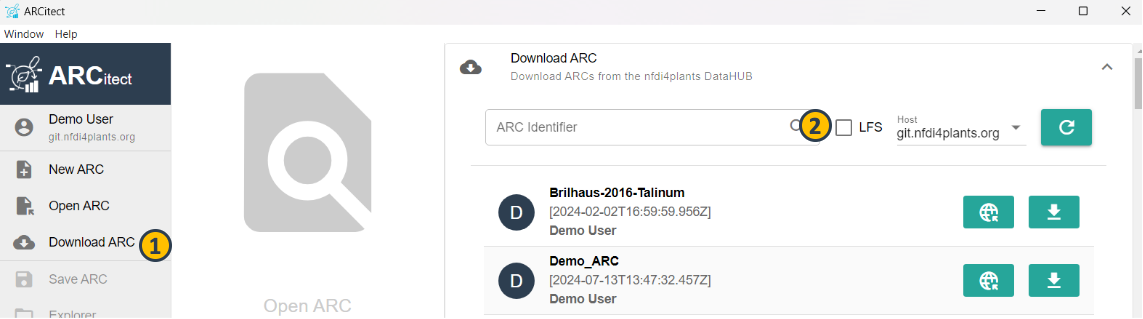 ARCitect
Window Help
ARCitect
Demo User
git.nfdi4plants.org
New ARC
Open ARC
Download ARC 1
Save ARC
Explorer
Open ARC
Download ARC
Download ARCs from the nfdi4plants DataHUB
ARC Identifier
2
LFS
Host
git.nfdi4plants.org
D
Brilhaus-2016-Talinum
[2024-02-02T16:59:59.956Z]
Demo User
D
Demo_ARC
[2024-07-13T13:47:32.457Z]
Demo User